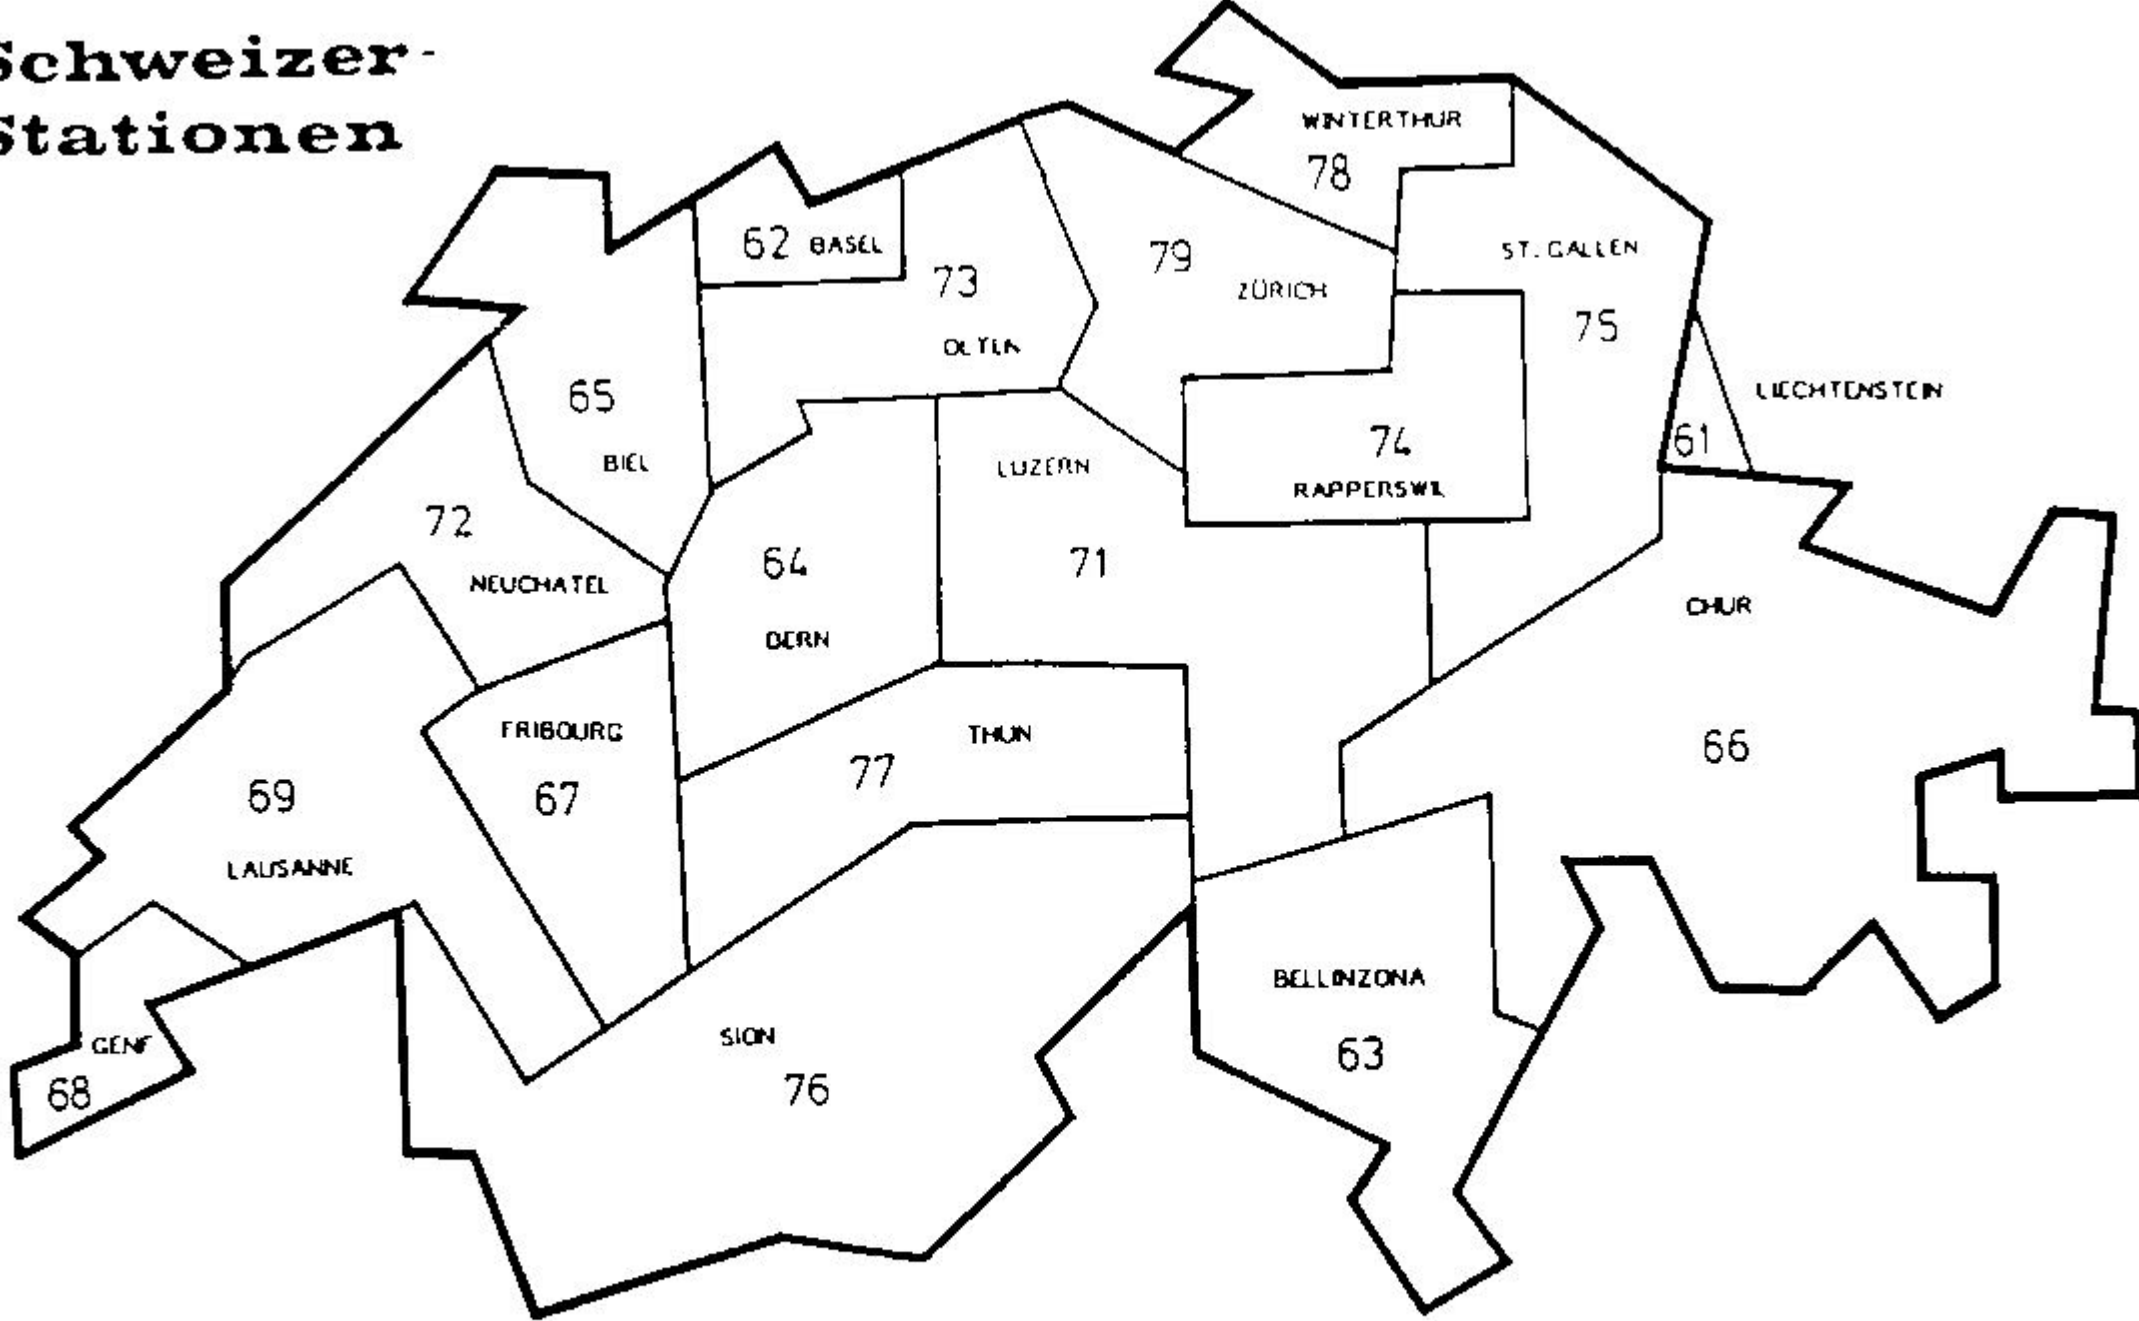 Schweizer-
Stationen
WINTERTHUR
78
62 BASEL
73
OLTEN
79
ZÜRICH
ST. GALLEN
75
LIECHTENSTEIN
61
65
BIEL
74
RAPPERSWIL
LUZERN
71
72
NEUCHATEL
64
BERN
CHUR
66
FRIBOURG
67
THUN
77
69
LAUSANNE
GENF
68
SION
76
BELLINZONA
63